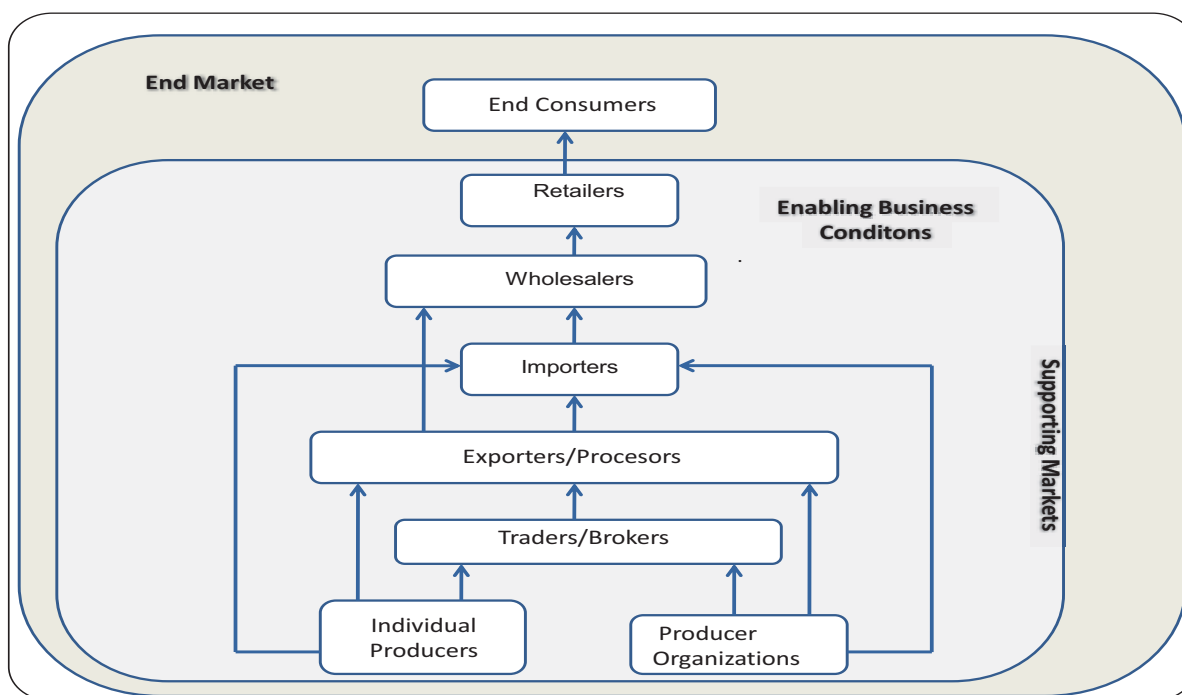 End Market
End Consumers
Retailers
Enabling Business
Conditons
Wholesalers
.
Importers
Supporting Markets
Exporters/Procesors
Traders/Brokers
Individual
Producers
Producer
Organizations